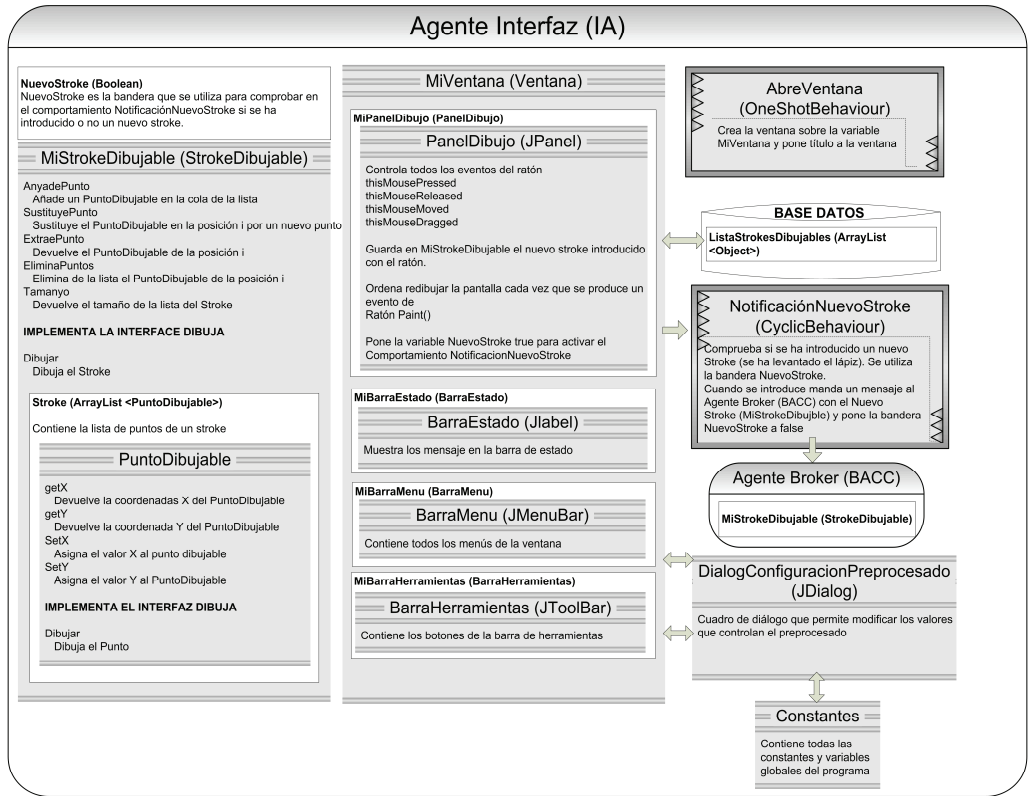 Agente Interfaz (IA)
NuevoStroke (Boolean)
NuevoStroke es la bandera que se utiliza para comprobar en
el comportamiento NotificaciónNuevoStroke si se ha
introducido o no un nuevo stroke.
MiStrokeDibujable (StrokeDibujable)
AnyadePunto
Añade un PuntoDibujable en la cola de la lista
SustituyePunto
Sustituye el PuntoDibujable en la posición i por un nuevo punto
ExtraePunto
Devuelve el PuntoDibujable de la posición i
EliminaPuntos
Elimina de la lista el PuntoDibujable de la posición i
Tamanyo
Devuelve el tamaño de la lista del Stroke
IMPLEMENTA LA INTERFACE DIBUJA
Dibujar
Dibuja el Stroke
Stroke (ArrayList <PuntoDibujable>)
Contiene la lista de puntos de un stroke
PuntoDibujable
getX
Devuelve la coordenadas X del PuntoDibujable
getY
Devuelve la coordenada Y del PuntoDibujable
SetX
Asigna el valor X al punto dibujable
SetY
Asigna el valor Y al PuntoDibujable
IMPLEMENTA EL INTERFAZ DIBUJA
Dibujar
Dibuja el Punto
MiVentana (Ventana)
MiPanelDibujo (PanelDibujo)
PanelDibujo (JPanel)
Controla todos los eventos del ratón
thisMousePressed
thisMouseReleased
thisMouseMoved
thisMouseDragged
Guarda en MiStrokeDibujable el nuevo stroke introducido
con el ratón.
Ordena redibujar la pantalla cada vez que se produce un
evento de
Ratón Paint()
Pone la variable NuevoStroke true para activar el
Comportamiento NotificacionNuevoStroke
MiBarraEstado (BarraEstado)
BarraEstado (Jlabel)
Muestra los mensaje en la barra de estado
MiBarraMenu (BarraMenu)
BarraMenu (JMenuBar)
Contiene todos los menús de la ventana
MiBarraHerramientas (BarraHerramientas)
BarraHerramientas (JToolBar)
Contiene los botones de la barra de herramientas
AbreVentana
(OneShotBehaviour)
Crea la ventana sobre la variable
MiVentana y pone título a la ventana
BASE DATOS
ListaStrokesDibujables (ArrayList
<Object>)
NotificaciónNuevoStroke
(CyclicBehaviour)
Comprueba si se ha introducido un nuevo
Stroke (se ha levantado el lápiz). Se utiliza
la bandera NuevoStroke.
Cuando se introduce manda un mensaje al
Agente Broker (BACC) con el Nuevo
Stroke (MiStrokeDibujble) y pone la bandera
NuevoStroke a false
Agente Broker (BACC)
MiStrokeDibujable (StrokeDibujable)
DialogConfiguracionPreprocesado
(JDialog)
Cuadro de diálogo que permite modificar los valores
que controlan el preprocesado
Constantes
Contiene todas las
constantes y variables
globales del programa